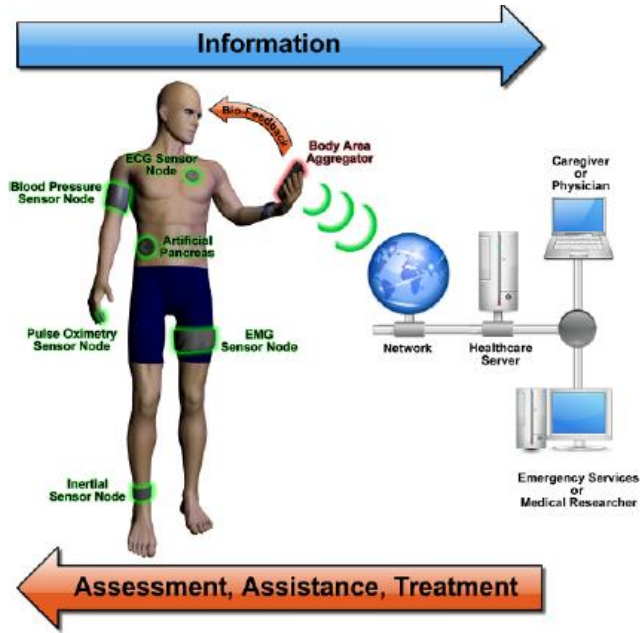 Information
Bio-Feedback
Body Area
Aggregator
ECG Sensor
Node
Blood Pressure
Sensor Node
Artificial
Pancreas
Pulse Oximetry
Sensor Node
EMG
Sensor Node
Inertial
Sensor Node
Caregiver
or
Physician
Network
Healthcare
Server
Emergency Services
or
Medical Researcher
Assessment, Assistance, Treatment